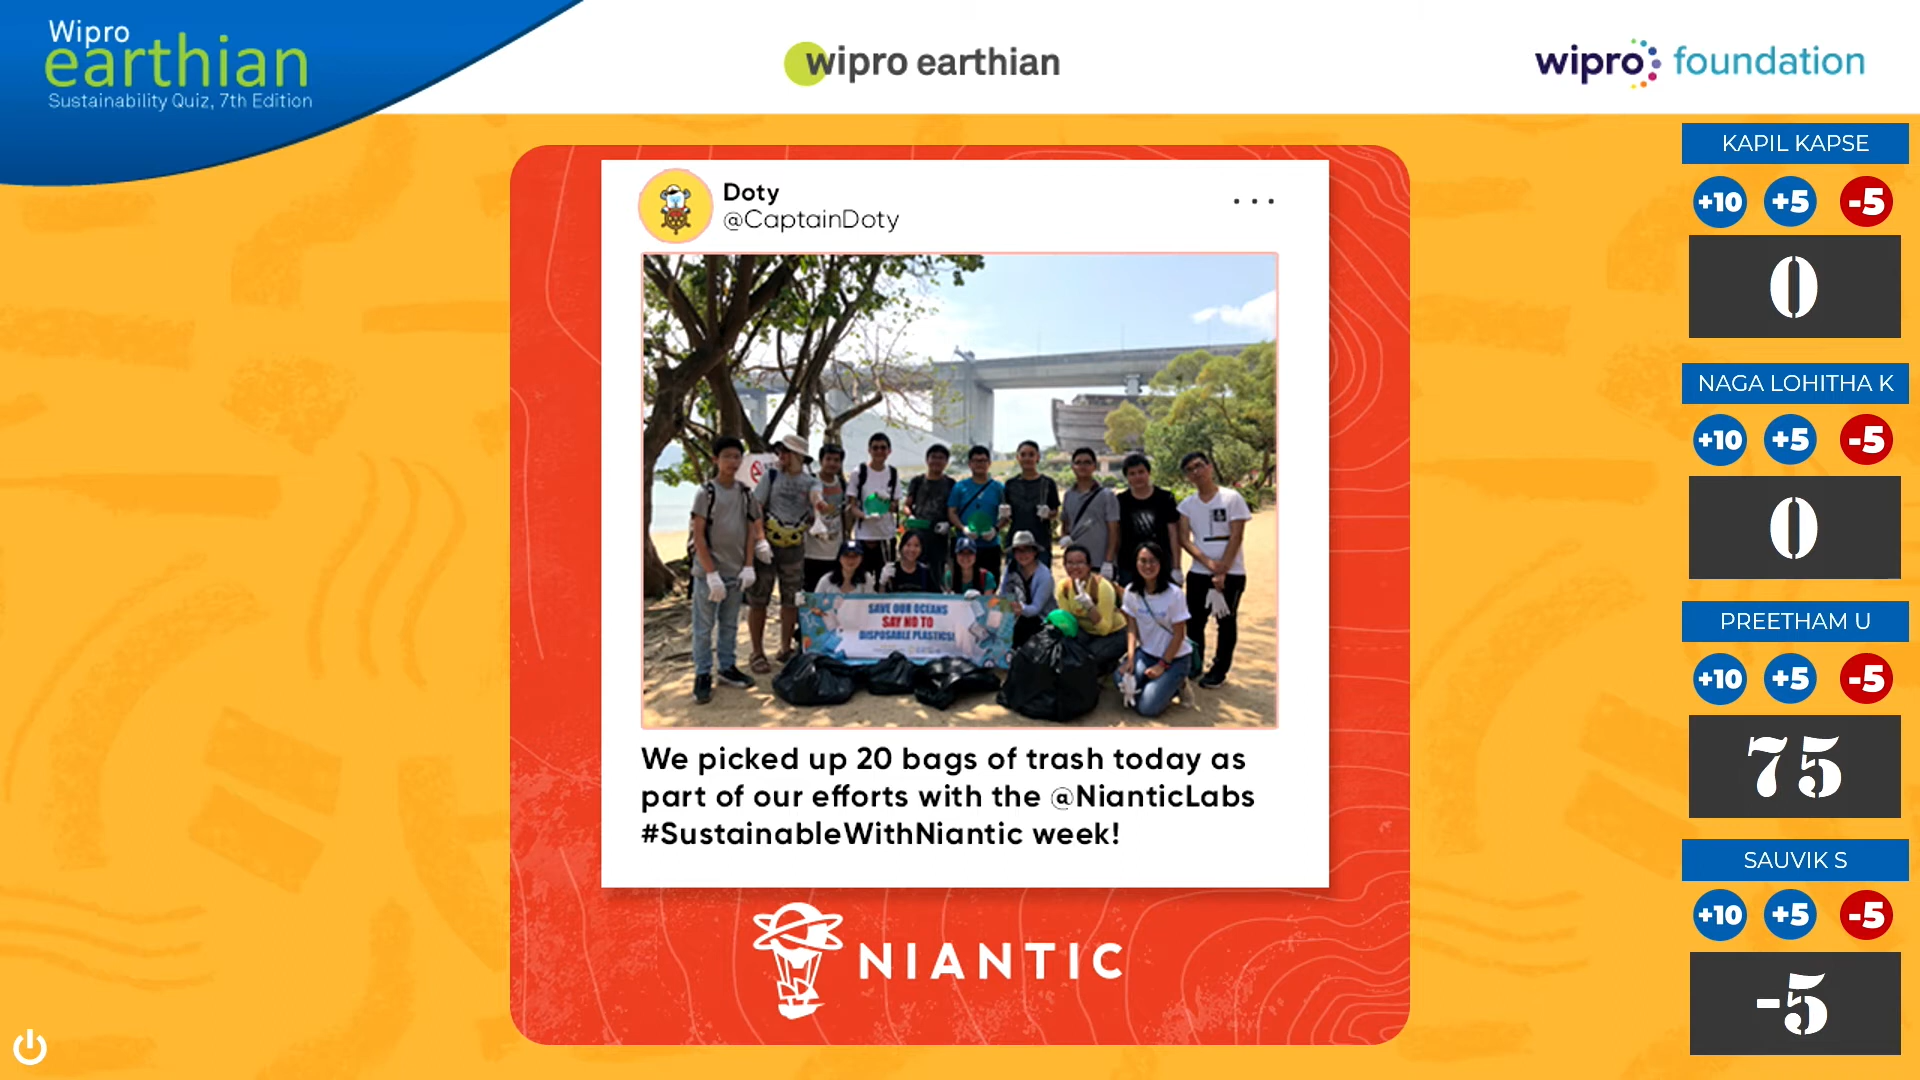 Wipro
earthian
Sustainability Quiz, 7th Edition
wipro earthian
wipro foundation
Doty
@CaptainDoty
SAVE OUR OCEANS
SAY NO TO
DISPOSABLE PLASTICS!
We picked up 20 bags of trash today as
part of our efforts with the @NianticLabs
#SustainableWithNiantic week!
NIANTIC
KAPIL KAPSE
+10 +5 -5
0
NAGA LOHITHA K
+10 +5 -5
0
PREETHAM U
+10 +5 -5
75
SAUVIK S
+10 +5 -5
-5